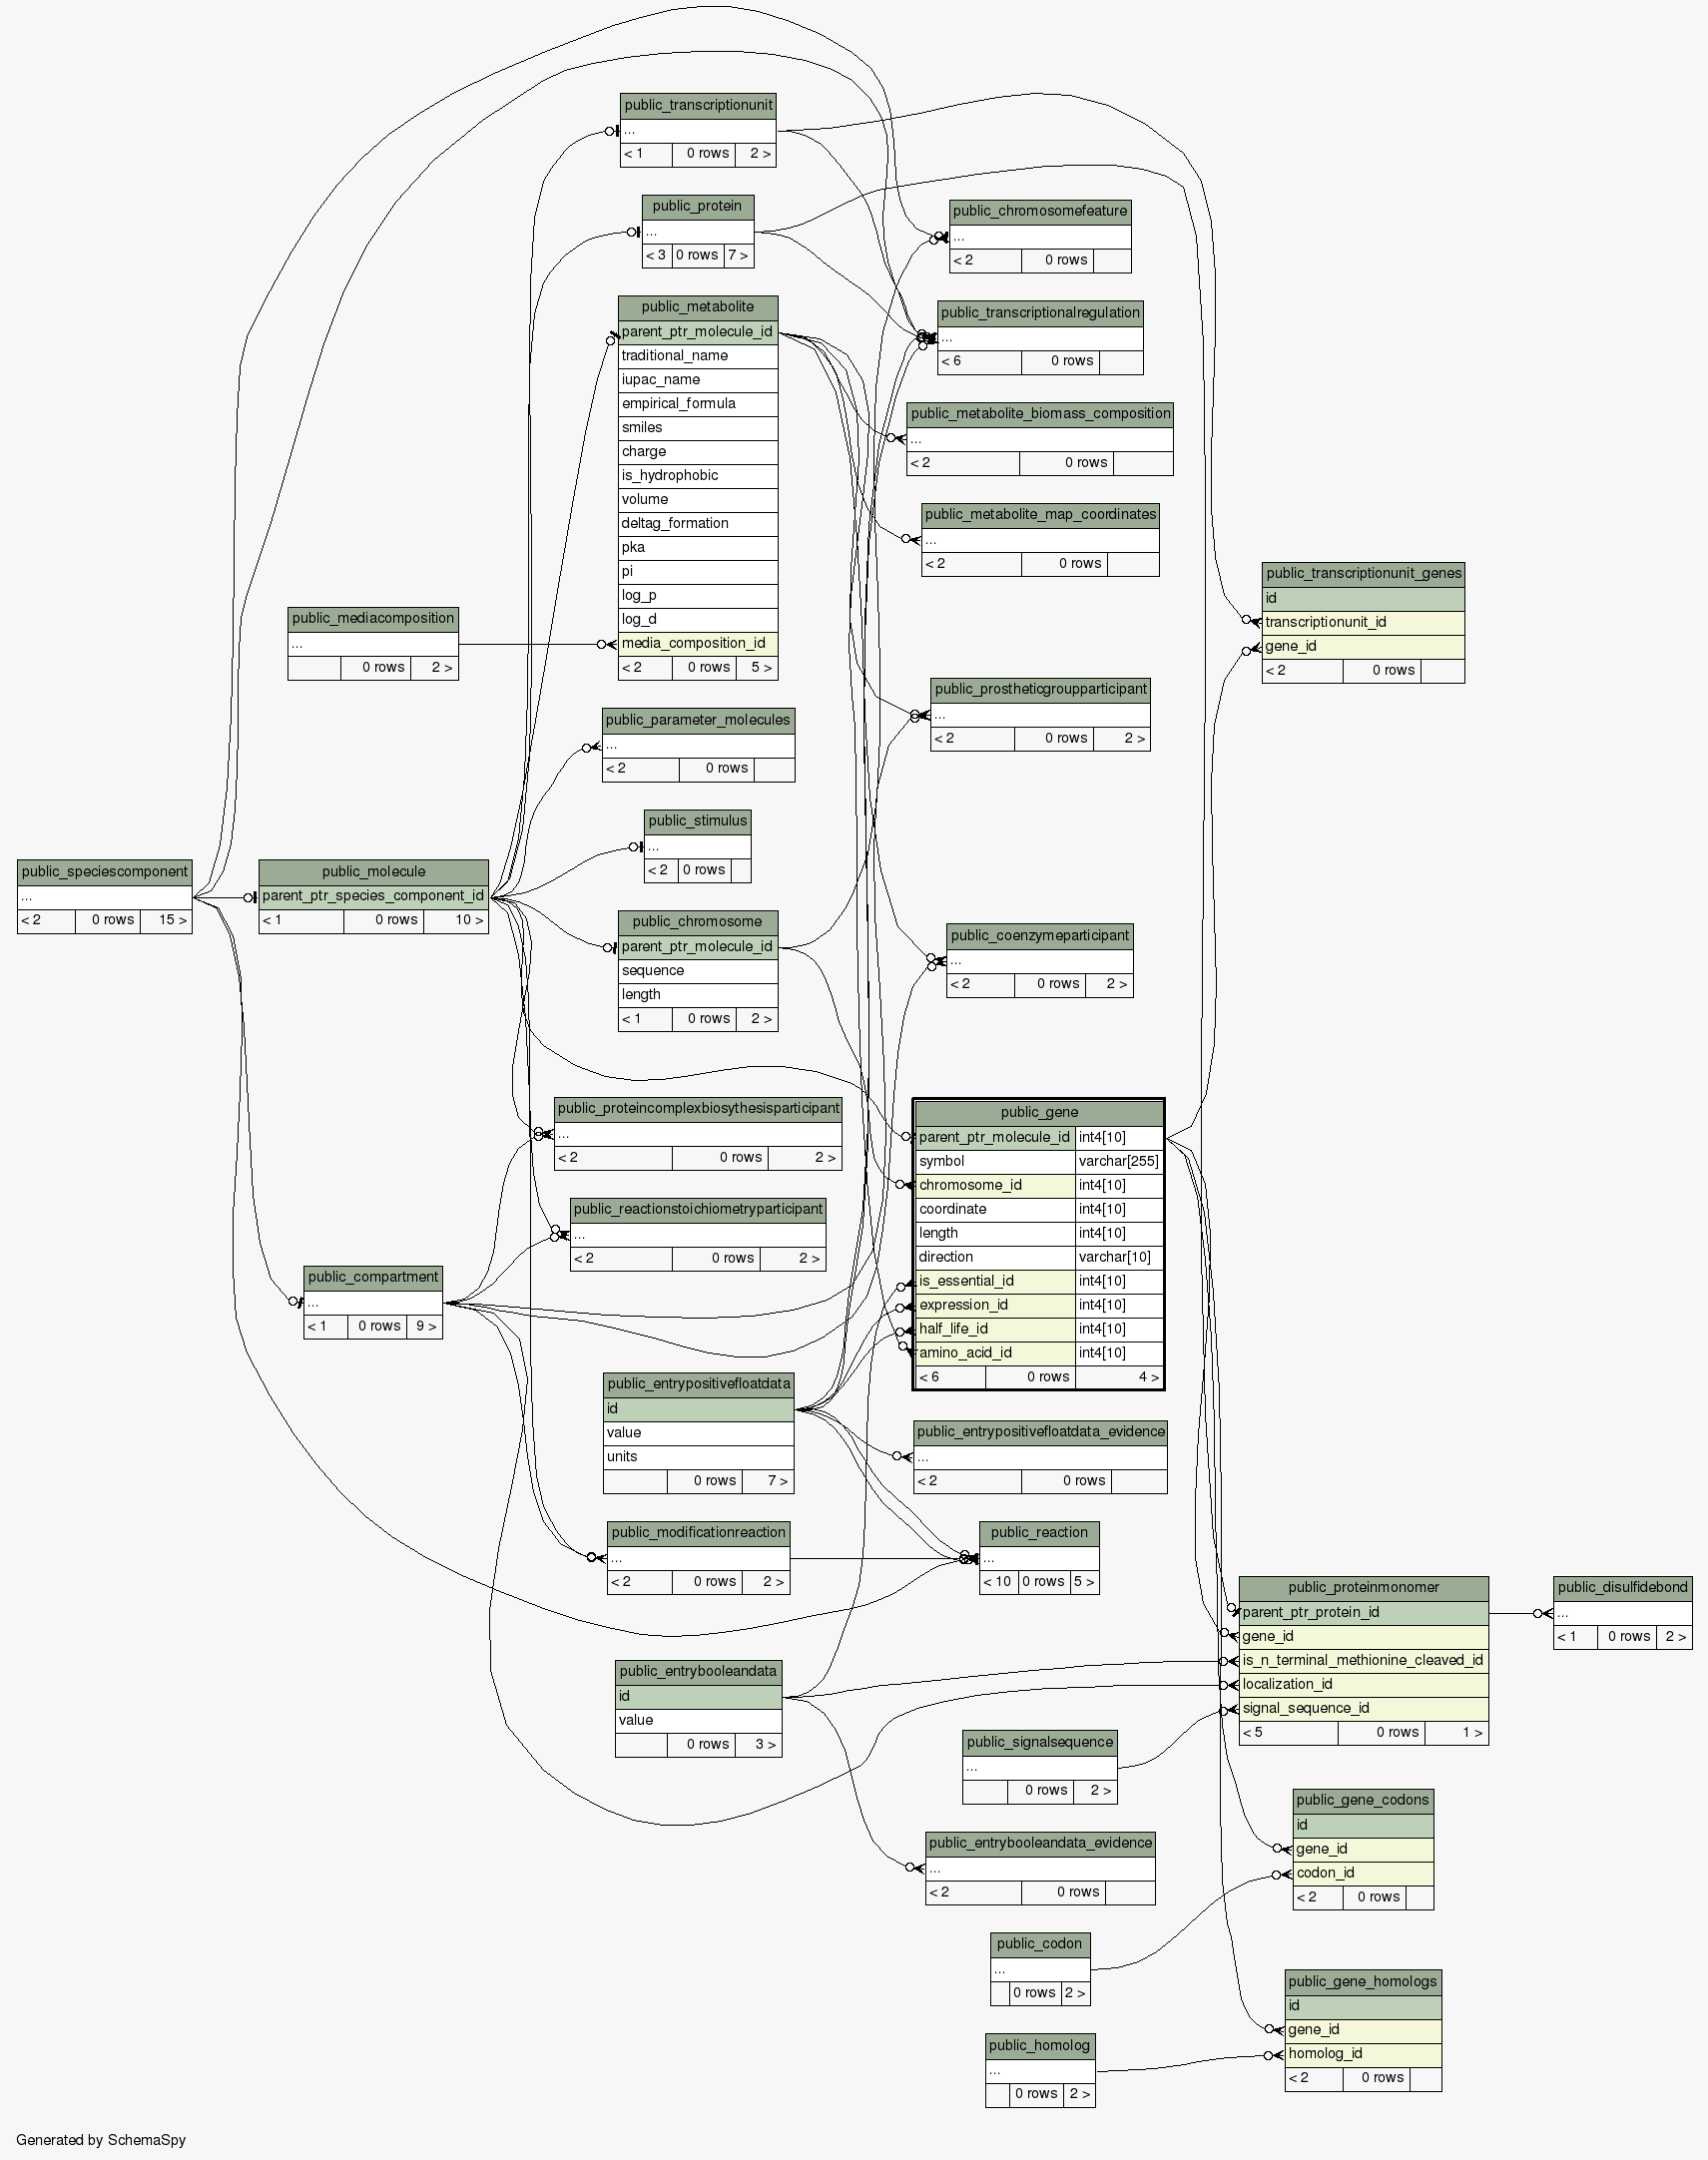 public_transcriptionunit
...
< 1 0 rows 2 >
public_protein
...
< 3 0 rows 7 >
public_chromosomefeature
...
< 2 0 rows
public_metabolite
parent_ptr_molecule_id
traditional_name
iupac_name
empirical_formula
smiles
charge
is_hydrophobic
volume
deltag_formation
pka
pi
log_p
log_d
media_composition_id
< 2 0 rows 5 >
public_transcriptionalregulation
...
< 6 0 rows
public_metabolite_biomass_composition
...
< 2 0 rows
public_metabolite_map_coordinates
...
< 2 0 rows
public_transcriptionunit_genes
id
transcriptionunit_id
gene_id
< 2 0 rows
public_mediacomposition
...
0 rows 2 >
public_prostheticgroupparticipant
...
< 2 0 rows 2 >
public_parameter_molecules
...
< 2 0 rows
public_stimulus
...
< 2 0 rows
public_speciescomponent
...
< 2 0 rows 15 >
public_molecule
parent_ptr_species_component_id
< 1 0 rows 10 >
public_chromosome
parent_ptr_molecule_id
sequence
length
< 1 0 rows 2 >
public_coenzymeparticipant
...
< 2 0 rows 2 >
public_proteincomplexbiosythesisparticipant
...
< 2 0 rows 2 >
public_gene
parent_ptr_molecule_id int4[10]
symbol varchar[255]
chromosome_id int4[10]
coordinate int4[10]
length int4[10]
direction varchar[10]
is_essential_id int4[10]
expression_id int4[10]
half_life_id int4[10]
amino_acid_id int4[10]
< 6 0 rows 4 >
public_reactionstoichiometryparticipant
...
< 2 0 rows 2 >
public_compartment
...
< 1 0 rows 9 >
public_entrypositivefloatdata
id
value
units
0 rows 7 >
public_entrypositivefloatdata_evidence
...
< 2 0 rows
public_modificationreaction
...
< 2 0 rows 2 >
public_reaction
...
< 10 0 rows 5 >
public_proteinmonomer
parent_ptr_protein_id
gene_id
is_n_terminal_methionine_cleaved_id
localization_id
signal_sequence_id
< 5 0 rows 1 >
public_disulfidebond
...
< 1 0 rows 2 >
public_entrybooleandata
id
value
0 rows 3 >
public_signalsequence
...
0 rows 2 >
public_gene_codons
id
gene_id
codon_id
< 2 0 rows
public_entrybooleandata_evidence
...
< 2 0 rows
public_codon
...
0 rows 2 >
public_gene_homologs
id
gene_id
homolog_id
< 2 0 rows
public_homolog
...
0 rows 2 >
Generated by SchemaSpy